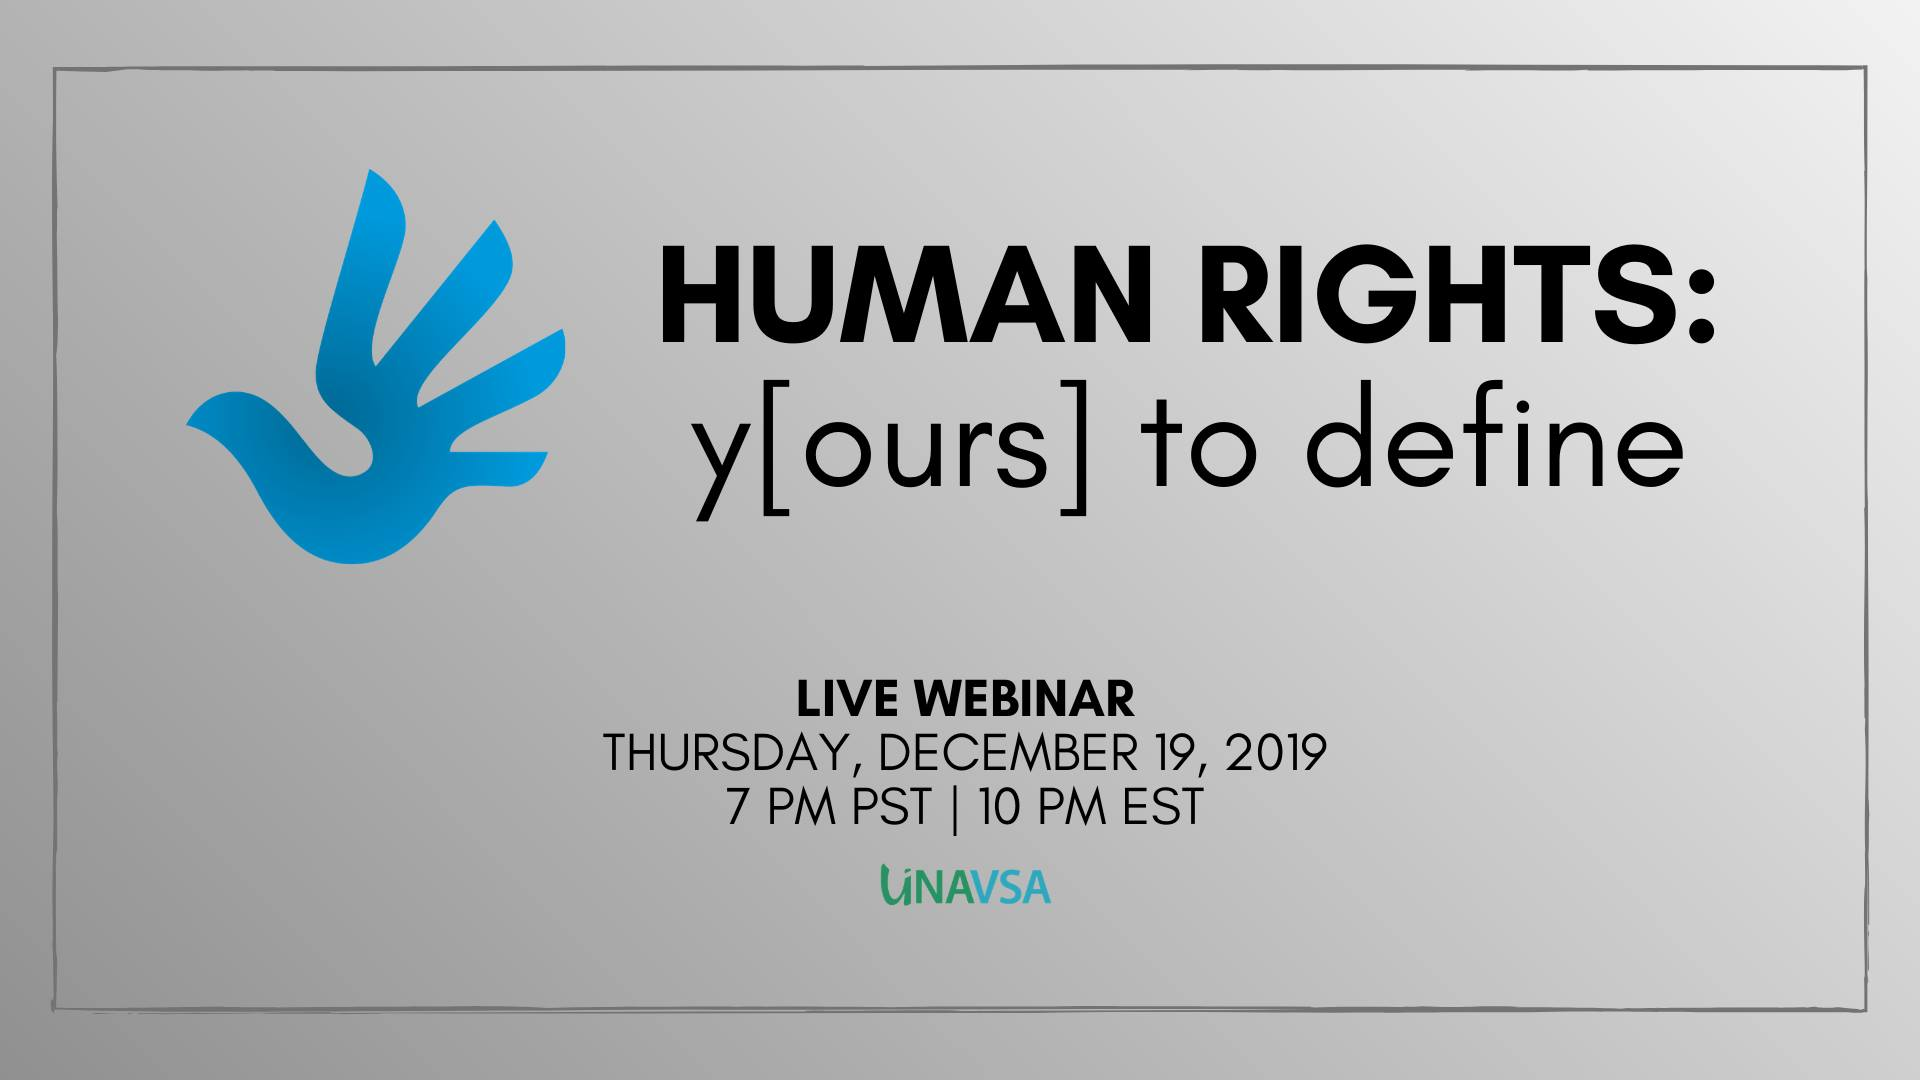 HUMAN RIGHTS:
y[ours] to define
LIVE WEBINAR
THURSDAY, DECEMBER 19, 2019
7 PM PST | 10 PM EST
UNAVSA